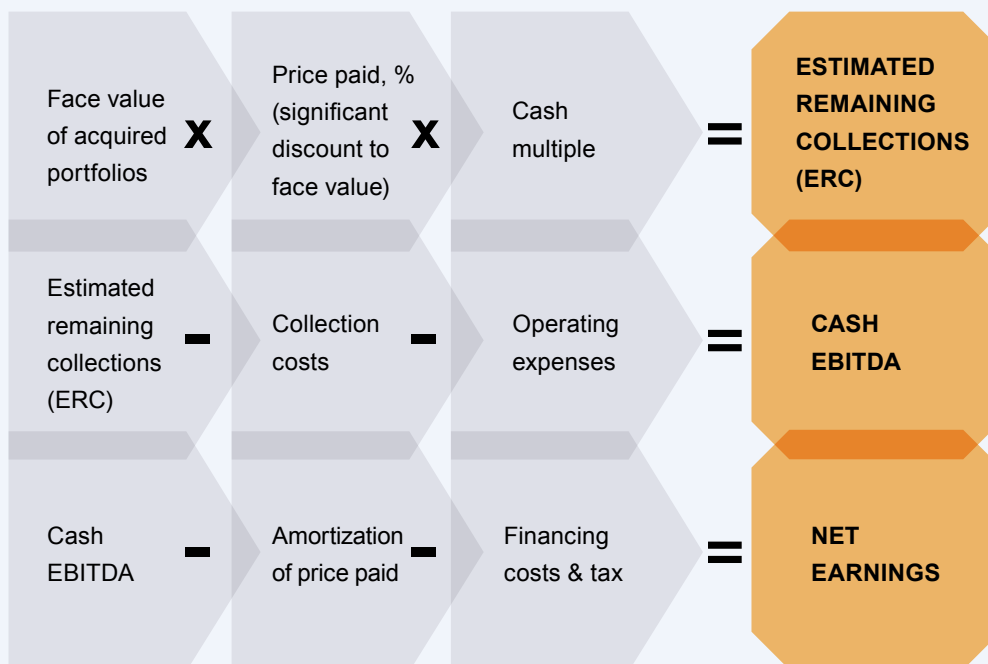 Face value
of acquired
portfolios
x
Price paid, %
(significant
discount to
face value)
x
Cash
multiple
=
ESTIMATED
REMAINING
COLLECTIONS
(ERC)
Estimated
remaining
collections
(ERC)
-
Collection
costs
-
Operating
expenses
=
CASH
EBITDA
Cash
EBITDA
-
Amortization
of price paid
-
Financing
costs & tax
=
NET
EARNINGS